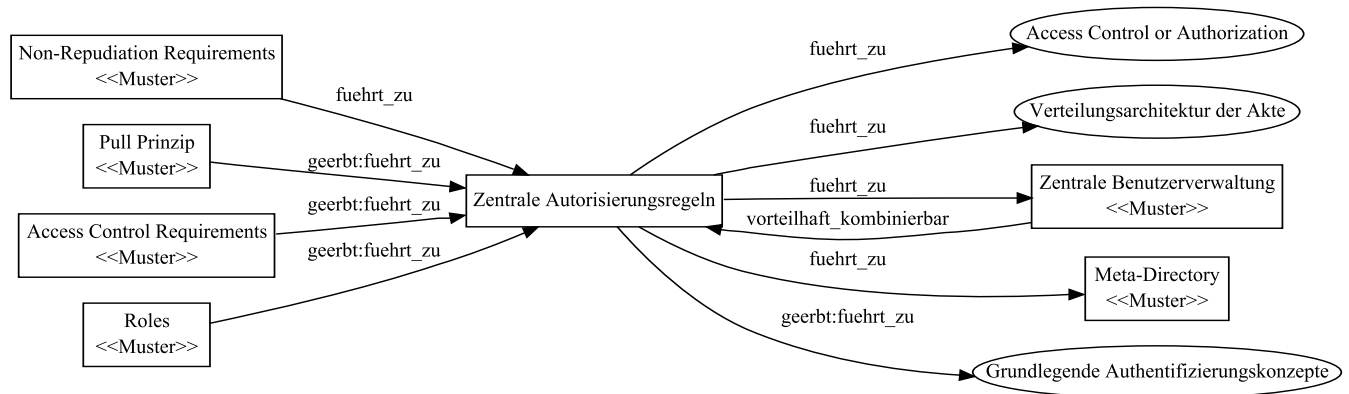 Non-Repudiation Requirements
<<Muster>>
Pull Prinzip
<<Muster>>
Access Control Requirements
<<Muster>>
Roles
<<Muster>>
fuehrt_zu
geerbt:fuehrt_zu
geerbt:fuehrt_zu
geerbt:fuehrt_zu
Zentrale Autorisierungsregeln
fuehrt_zu
fuehrt_zu
fuehrt_zu
vorteilhaft_kombinierbar
fuehrt_zu
geerbt:fuehrt_zu
Access Control or Authorization
Verteilungsarchitektur der Akte
Zentrale Benutzerverwaltung
<<Muster>>
Meta-Directory
<<Muster>>
Grundlegende Authentifizierungskonzepte